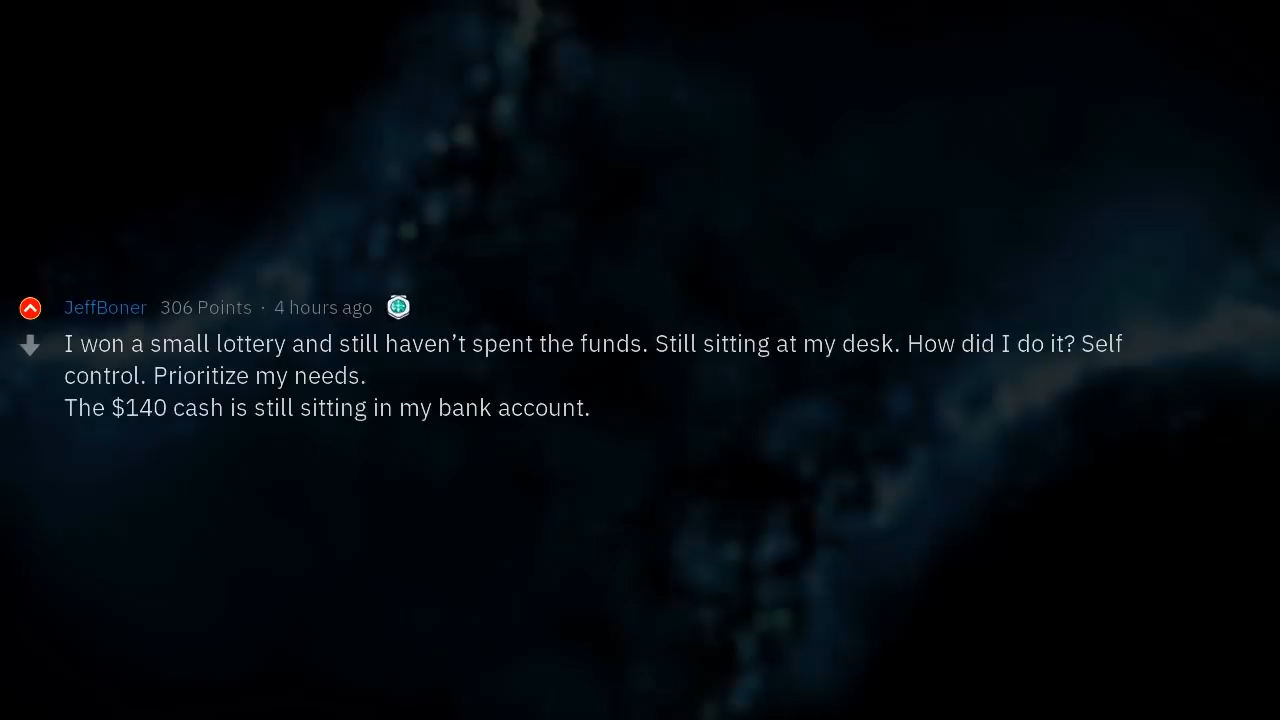 JeffBoner 306 Points · 4 hours ago
I won a small lottery and still haven’t spent the funds. Still sitting at my desk. How did I do it? Self
control. Prioritize my needs.
The $140 cash is still sitting in my bank account.